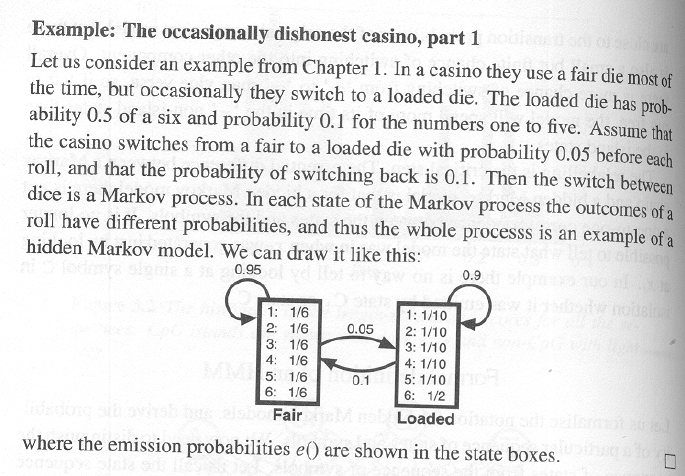 Example: The occasionally dishonest casino, part 1
Let us consider an example from Chapter 1. In a casino they use a fair die most of
the time, but occasionally they switch to a loaded die. The loaded die has prob-
ability 0.5 of a six and probability 0.1 for the numbers one to five. Assume that
the casino switches from a fair to a loaded die with probability 0.05 before each
roll, and that the probability of switching back is 0.1. Then the switch between
dice is a Markov process. In each state of the Markov process the outcomes of a
roll have different probabilities, and thus the whole processs is an example of a
hidden Markov model. We can draw it like this:
0.95
0.9
1: 1/6
2: 1/6
3: 1/6
4: 1/6
5: 1/6
6: 1/6
Fair
0.05
0.1
1: 1/10
2: 1/10
3: 1/10
4: 1/10
5: 1/10
6: 1/2
Loaded
where the emission probabilities e() are shown in the state boxes.